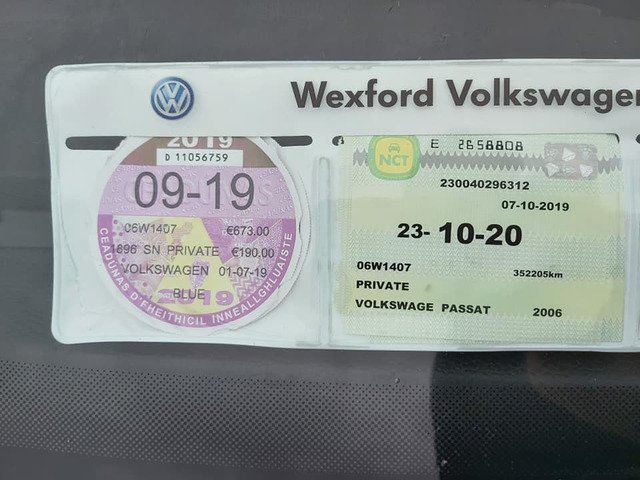 Wexford Volkswagen
2019
D 11056759
09-19
06W1407 €673.00
1896 SN PRIVATE €190.00
VOLKSWAGEN 01-07-19
BLUE
2019
CEADÚNAS D'FHEITHICIL INNEALLGHLUAISTE
NCT
E 2658808
230040296312
07-10-2019
23-10-20
06W1407 352205km
PRIVATE
VOLKSWAGE PASSAT 2006